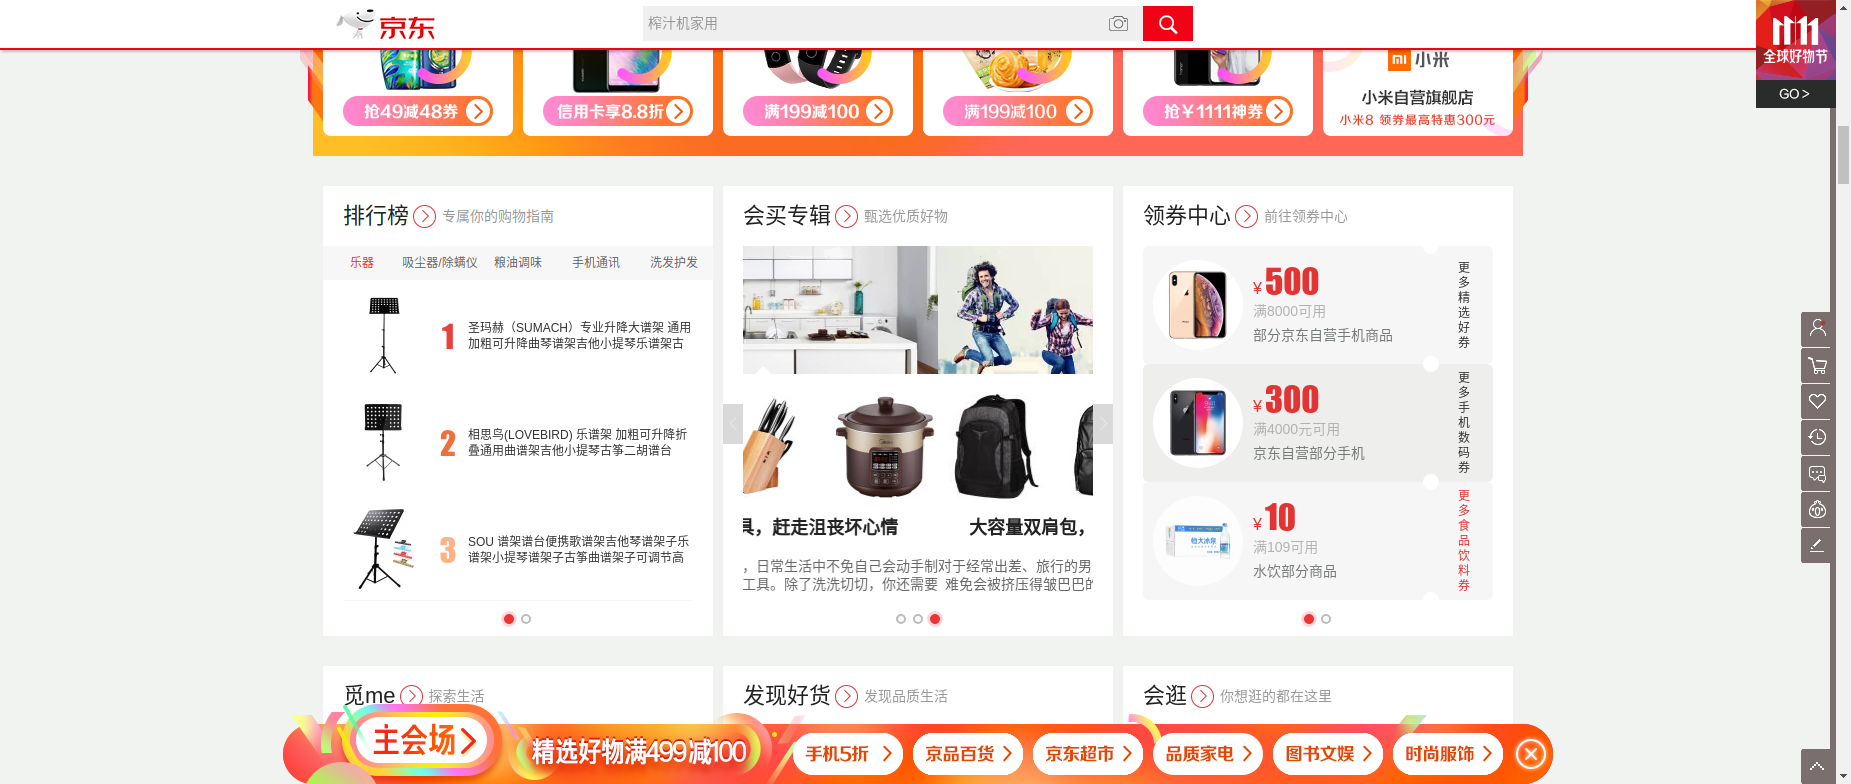 京东
榨汁机家用
全球好物节
GO >
抢49减48券
信用卡享8.8折
满199减100
满199减100
抢¥1111神券
小米
小米自营旗舰店
小米8 领券最高特惠300元
排行榜
专属你的购物指南
会买专辑
甄选优质好物
领券中心
前往领券中心
乐器
吸尘器/除螨仪
粮油调味
手机通讯
洗发护发
1
圣玛赫（SUMACH）专业升降大谱架 通用
加粗可升降曲琴谱架吉他小提琴乐谱架古
2
相思鸟(LOVEBIRD) 乐谱架 加粗可升降折
叠通用曲谱架吉他小提琴古筝二胡谱台
3
SOU 谱架谱台便携歌谱架吉他琴谱架子乐
谱架小提琴谱架子古筝曲谱架子可调节高
具，赶走沮丧坏心情
大容量双肩包，
，日常生活中不免自己会动手制
对于经常出差、旅行的男
工具。除了洗洗切切，你还需要
难免会被挤压得皱巴巴的
¥500
满8000可用
部分京东自营手机商品
更多精选好券
¥300
满4000元可用
京东自营部分手机
更多手机数码券
恒大冰泉
¥10
满109可用
水饮部分商品
更多食品饮料券
觅me
探索生活
发现好货
发现品质生活
会逛
你想逛的都在这里
主会场
精选好物满499减100
手机5折
京品百货
京东超市
品质家电
图书文娱
时尚服饰